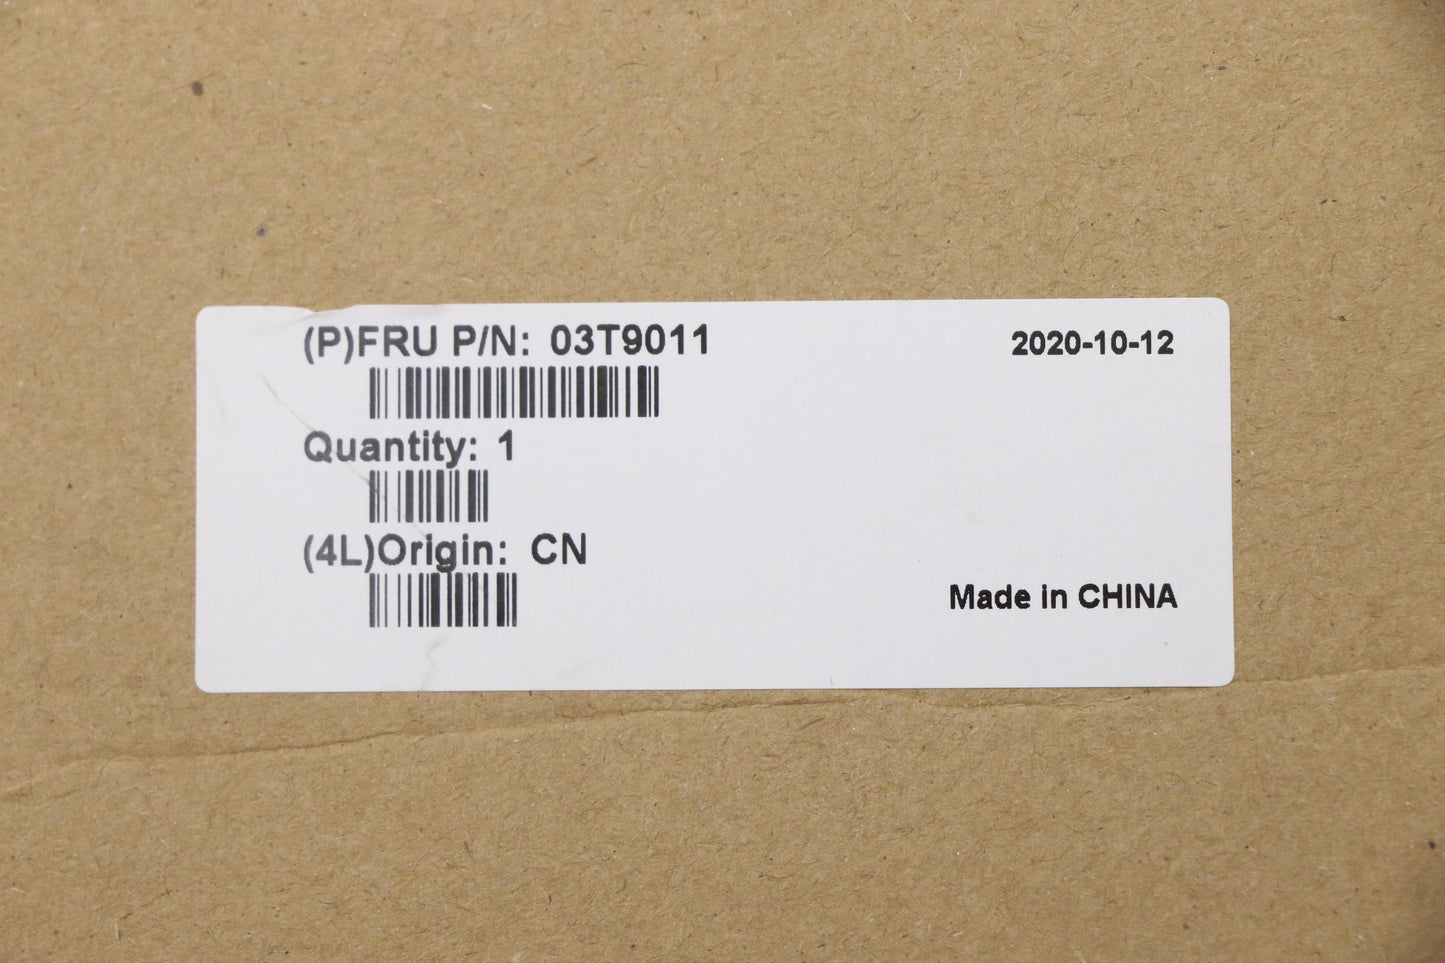 (P)FRU P/N: 03T9011
2020-10-12
Quantity: 1
(4L)Origin: CN
Made in CHINA